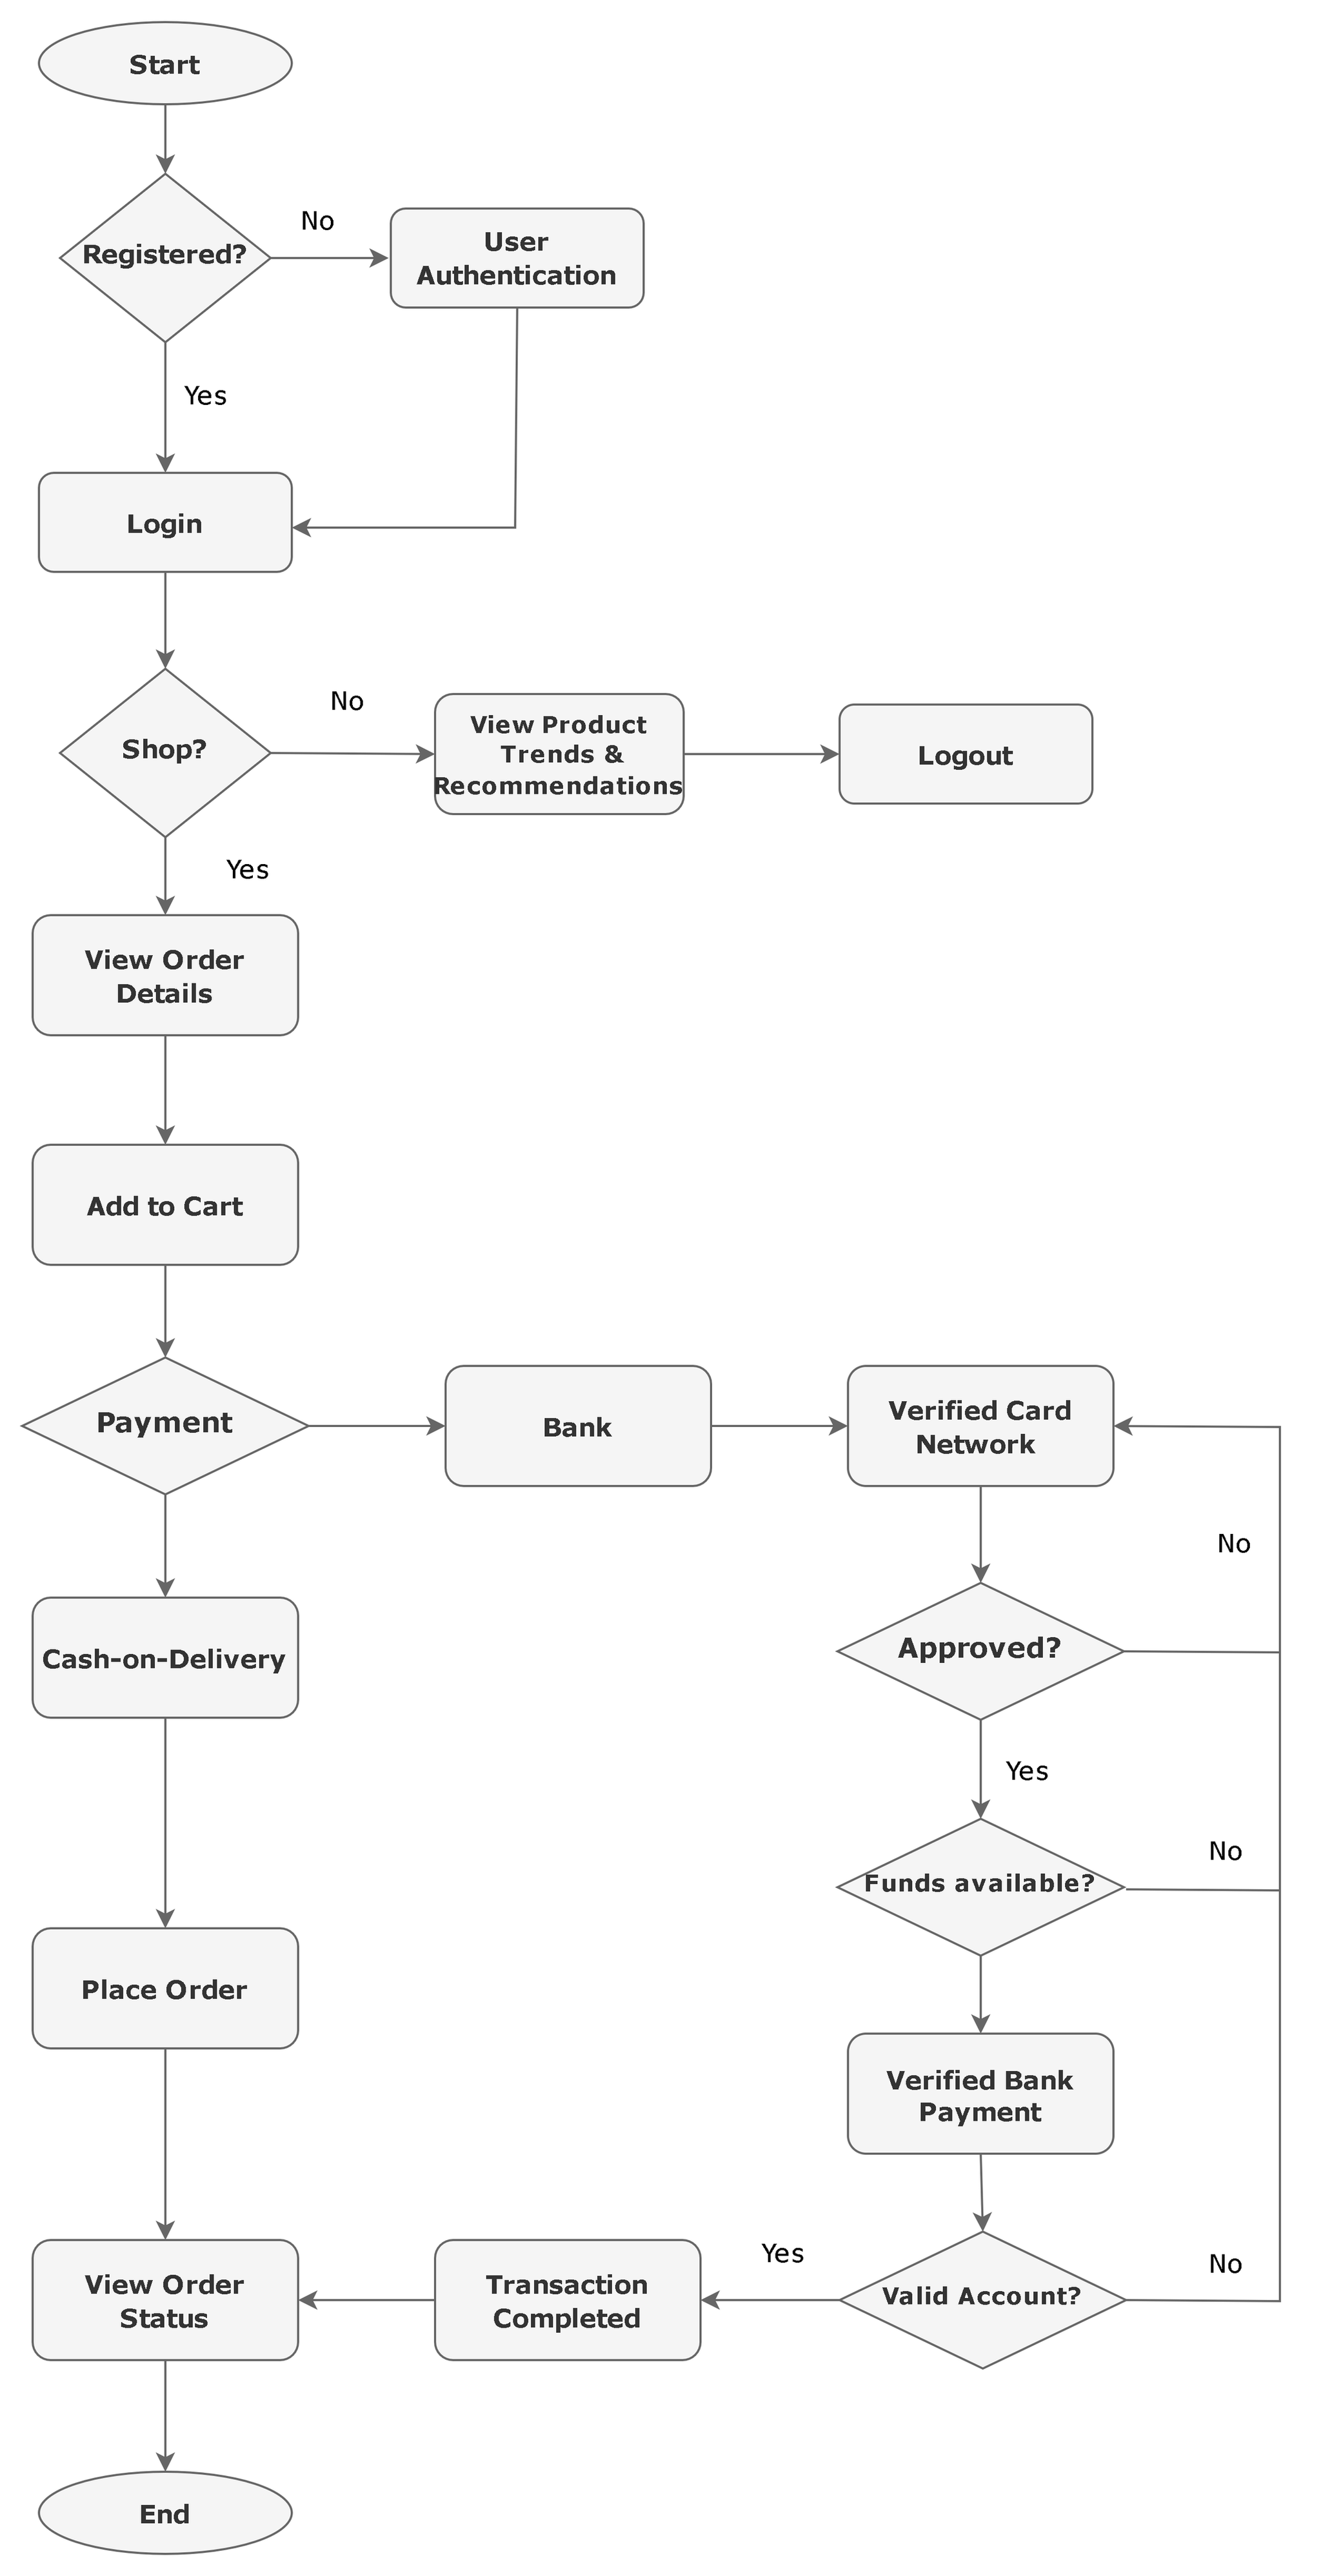 Start
Registered?
No
User
Authentication
Yes
Login
Shop?
No
View Product
Trends &
Recommendations
Logout
Yes
View Order
Details
Add to Cart
Payment
Bank
Verified Card
Network
No
Cash-on-Delivery
Approved?
Yes
Funds available?
No
Place Order
Verified Bank
Payment
View Order
Status
Transaction
Completed
Yes
Valid Account?
No
End